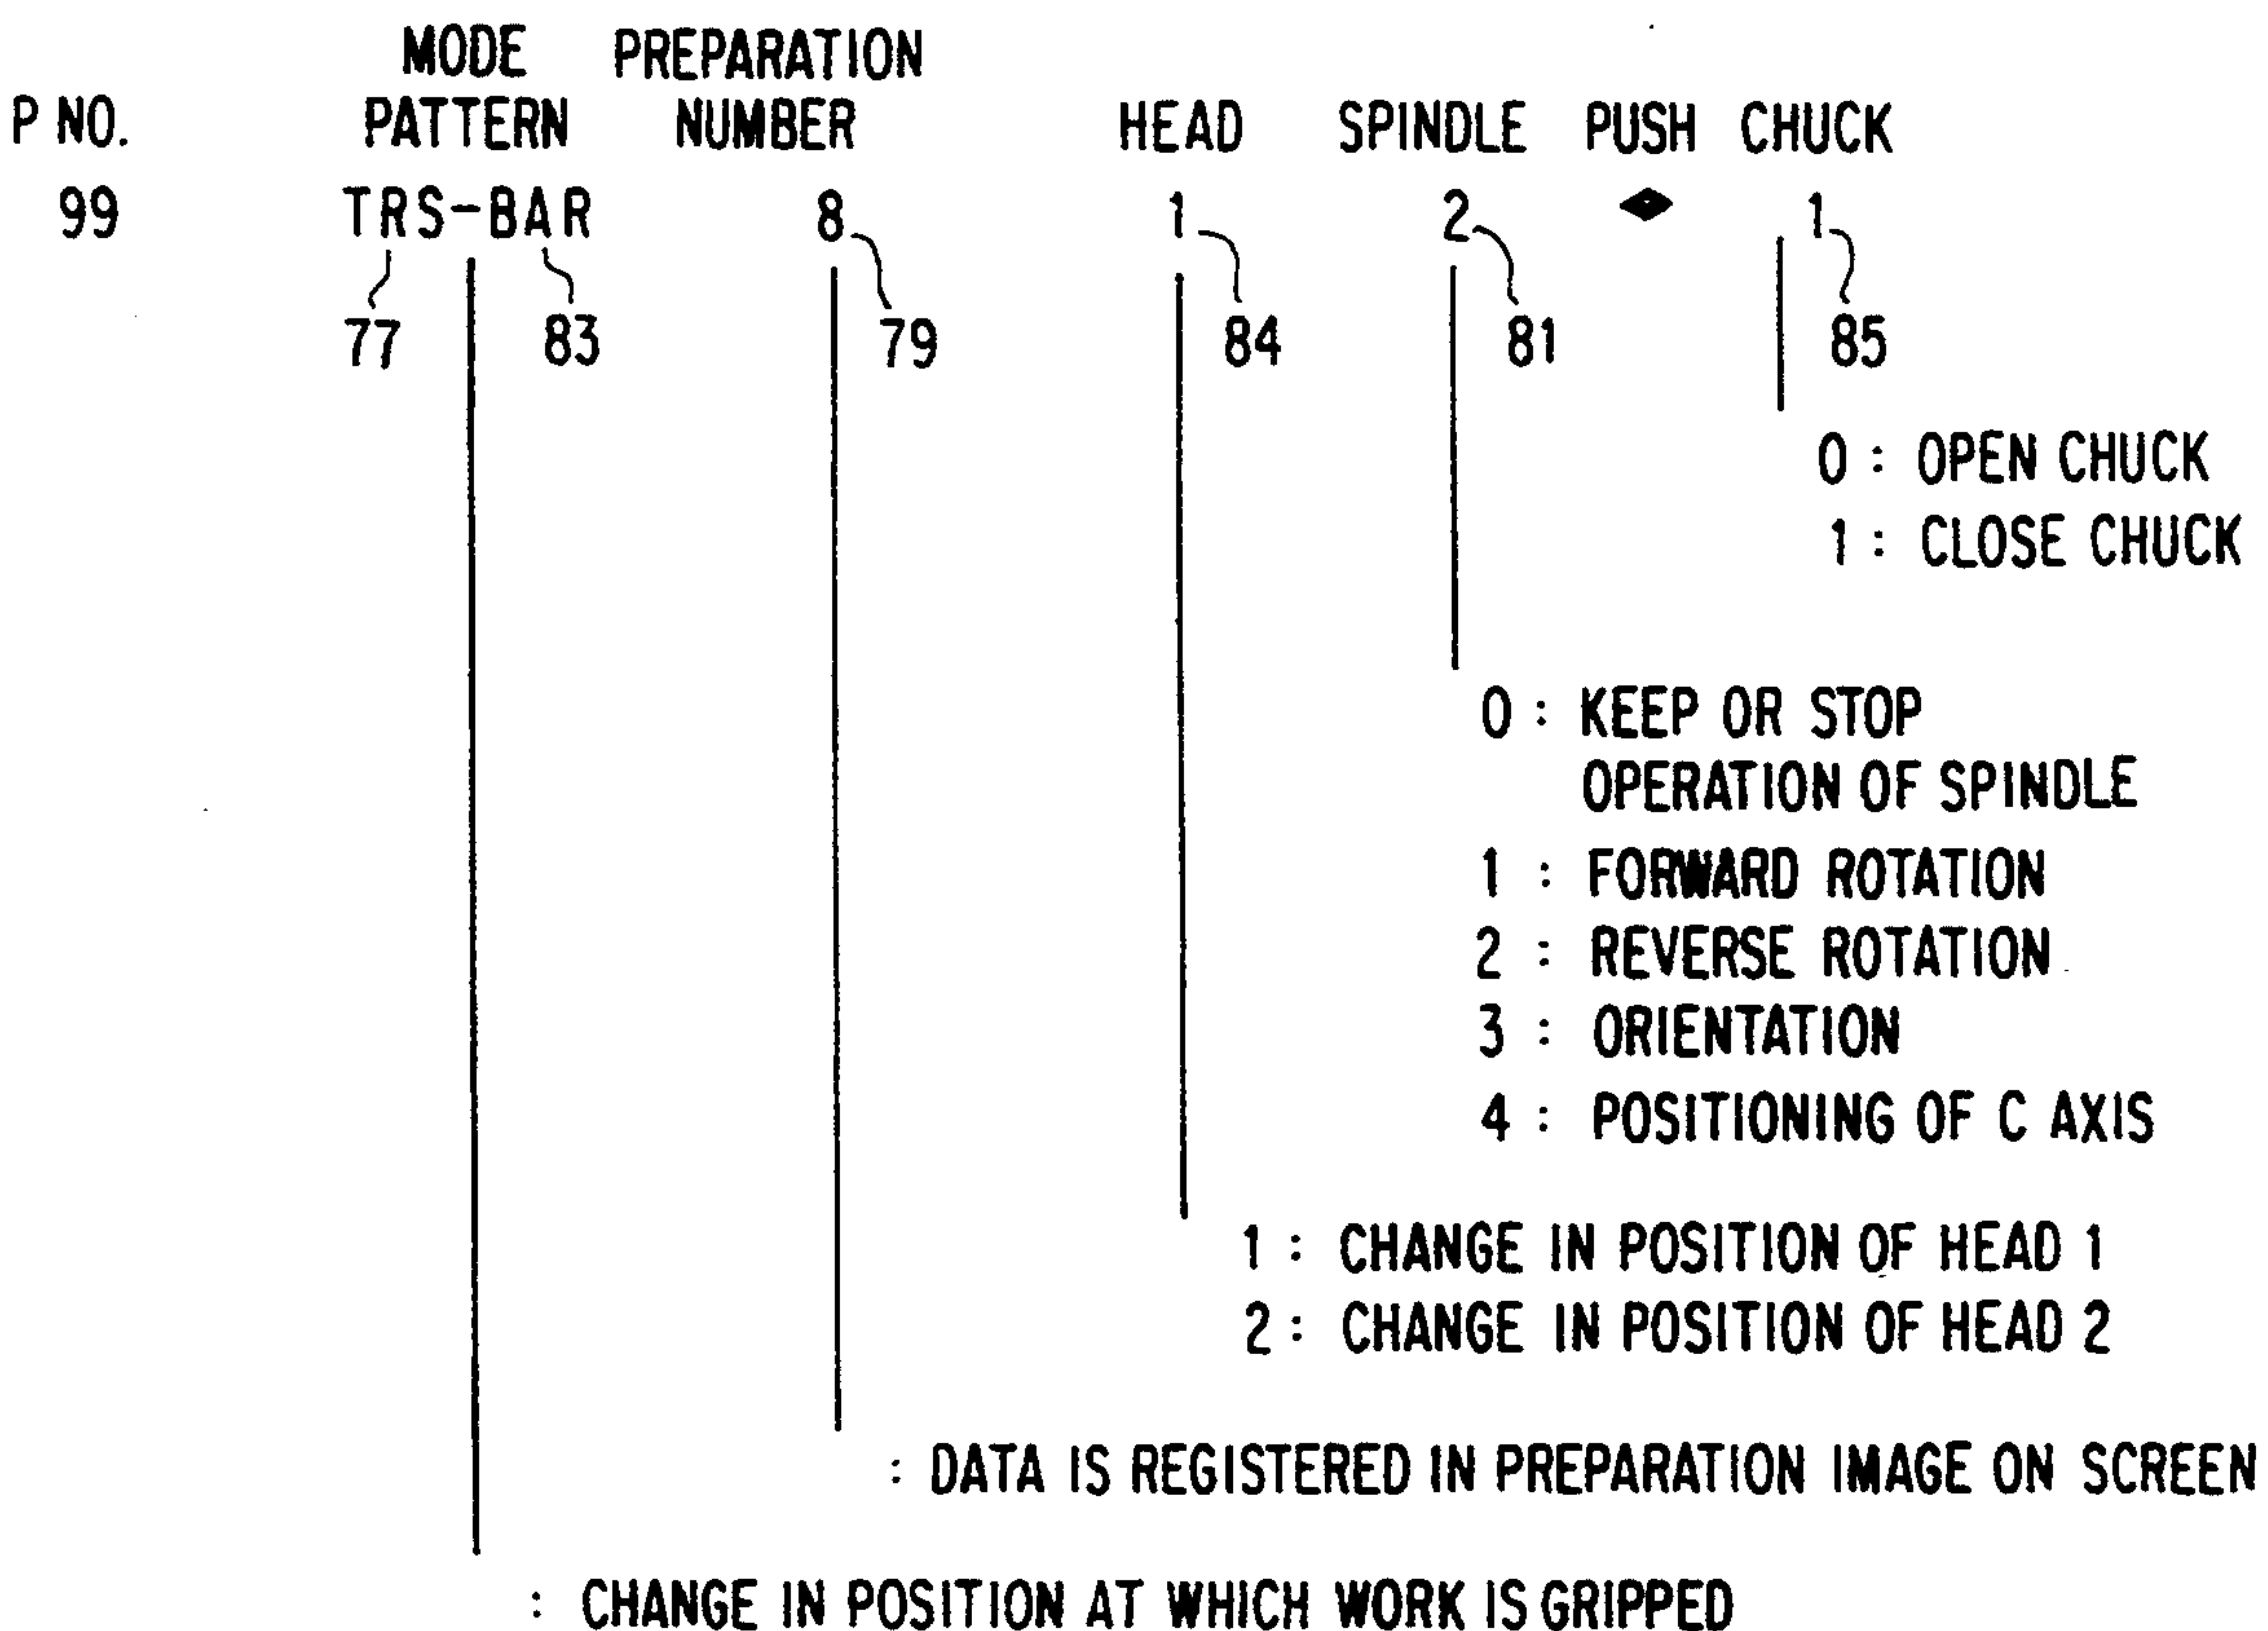 MODE PREPARATION
P NO. PATTERN NUMBER HEAD SPINDLE PUSH CHUCK
99 TRS-BAR 8 1 2 ◆ 1
77 83 79 84 81 85
0 : OPEN CHUCK
1 : CLOSE CHUCK
0 : KEEP OR STOP
OPERATION OF SPINDLE
1 : FORWARD ROTATION
2 : REVERSE ROTATION
3 : ORIENTATION
4 : POSITIONING OF C AXIS
1 : CHANGE IN POSITION OF HEAD 1
2 : CHANGE IN POSITION OF HEAD 2
: DATA IS REGISTERED IN PREPARATION IMAGE ON SCREEN
: CHANGE IN POSITION AT WHICH WORK IS GRIPPED